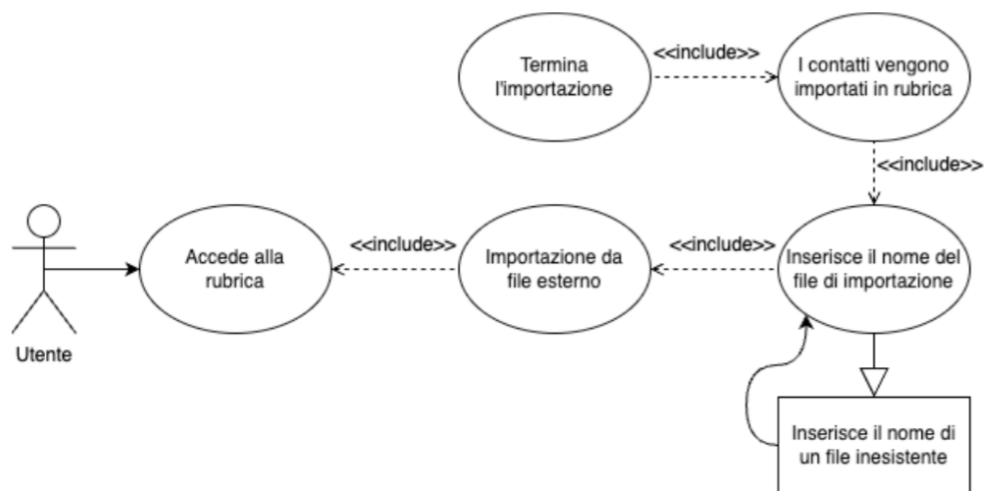 Termina
l'importazione
<<include>>
I contatti vengono
importati in rubrica
<<include>>
Utente
Accede alla
rubrica
<<include>>
Importazione da
file esterno
<<include>>
Inserisce il nome del
file di importazione
Inserisce il nome di
un file inesistente